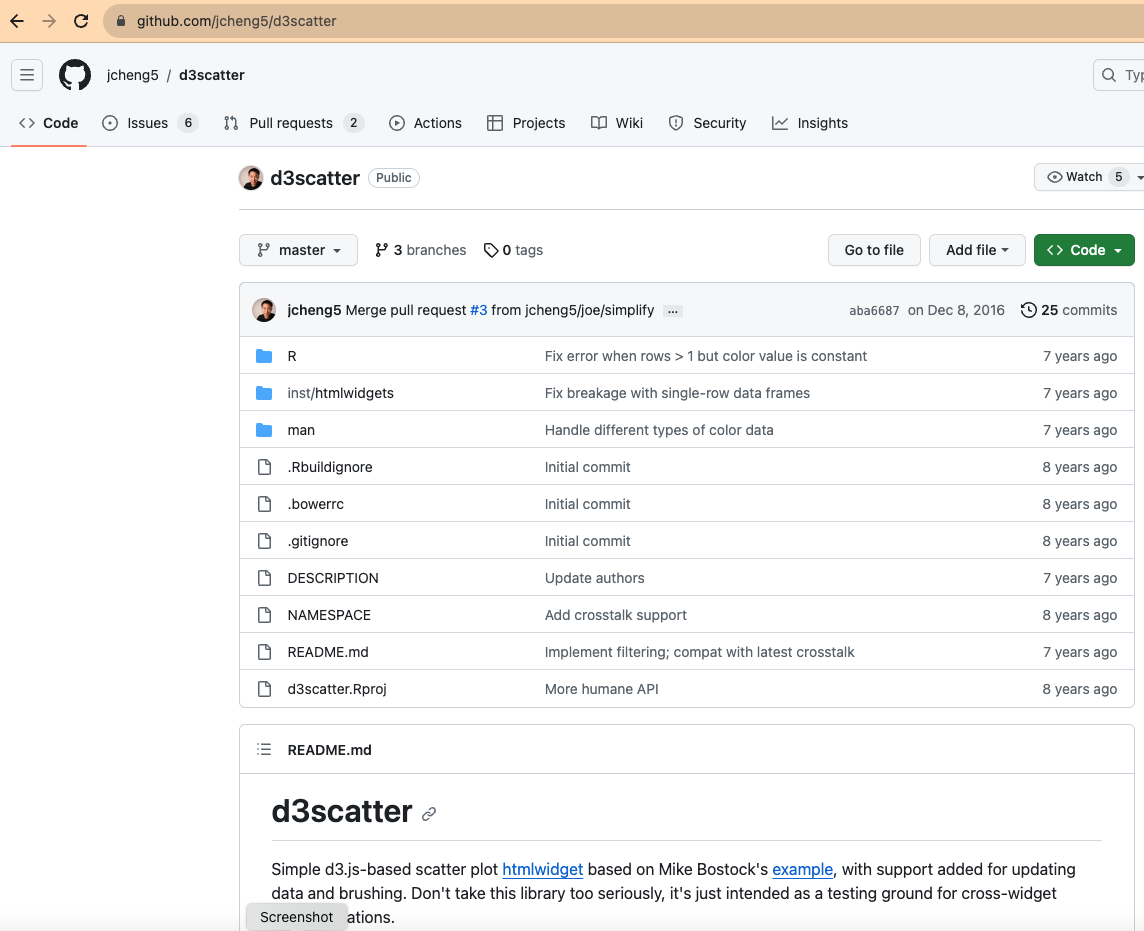 github.com/jcheng5/d3scatter
jcheng5 / d3scatter
Typ
Code Issues 6 Pull requests 2 Actions Projects Wiki Security Insights
d3scatter Public
Watch 5
master 3 branches 0 tags Go to file Add file Code
jcheng5 Merge pull request #3 from jcheng5/joe/simplify ... aba6687 on Dec 8, 2016 25 commits
R Fix error when rows > 1 but color value is constant 7 years ago
inst/htmlwidgets Fix breakage with single-row data frames 7 years ago
man Handle different types of color data 7 years ago
.Rbuildignore Initial commit 8 years ago
.bowerrc Initial commit 8 years ago
.gitignore Initial commit 8 years ago
DESCRIPTION Update authors 7 years ago
NAMESPACE Add crosstalk support 8 years ago
README.md Implement filtering; compat with latest crosstalk 7 years ago
d3scatter.Rproj More humane API 8 years ago
README.md
d3scatter
Simple d3.js-based scatter plot htmlwidget based on Mike Bostock's example, with support added for updating
data and brushing. Don't take this library too seriously, it's just intended as a testing ground for cross-widget
Screenshot ations.